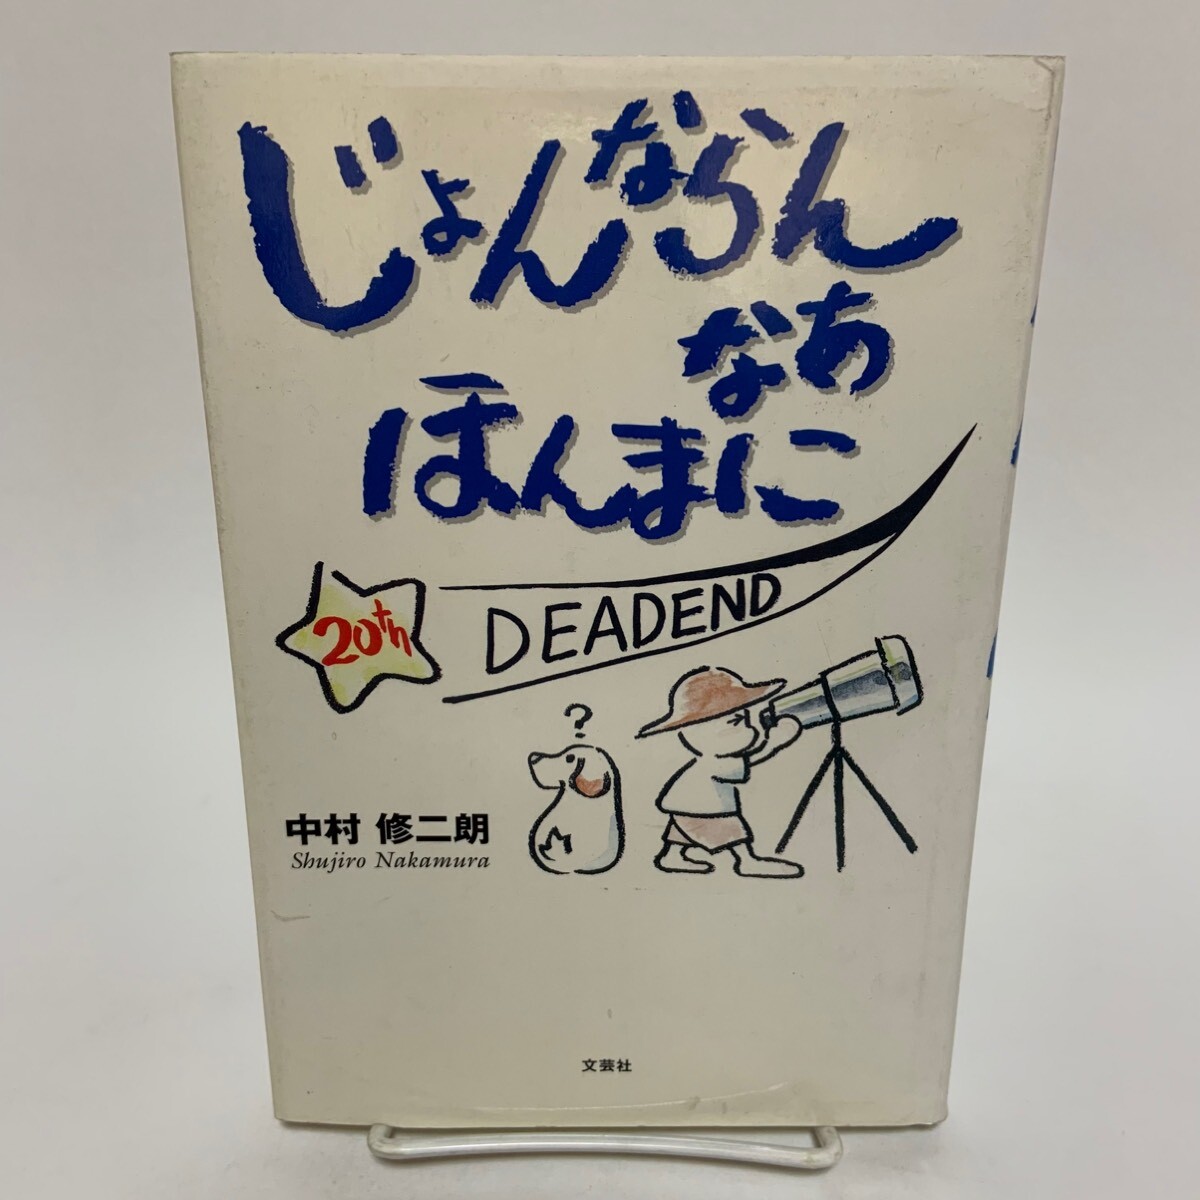 じょんならん
なあ
ほんまに
20th
DEADEND
?
中村 修二朗
Shujiro Nakamura
文芸社